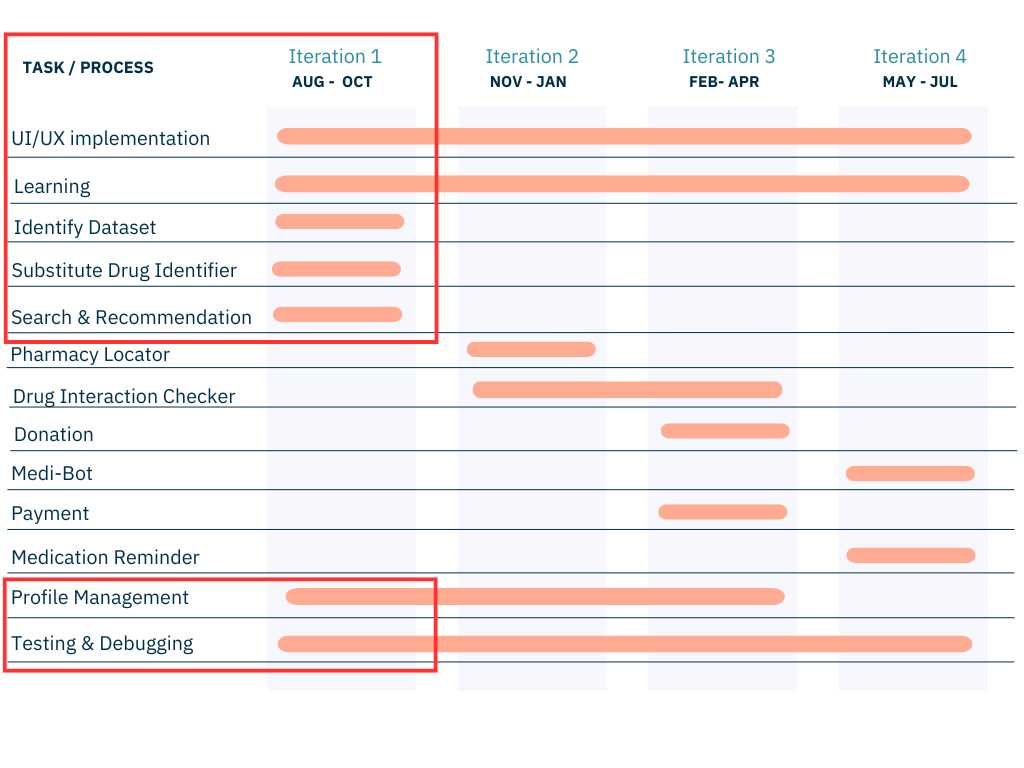 TASK / PROCESS
Iteration 1
AUG - OCT
Iteration 2
NOV - JAN
Iteration 3
FEB- APR
Iteration 4
MAY - JUL
UI/UX implementation
Learning
Identify Dataset
Substitute Drug Identifier
Search & Recommendation
Pharmacy Locator
Drug Interaction Checker
Donation
Medi-Bot
Payment
Medication Reminder
Profile Management
Testing & Debugging